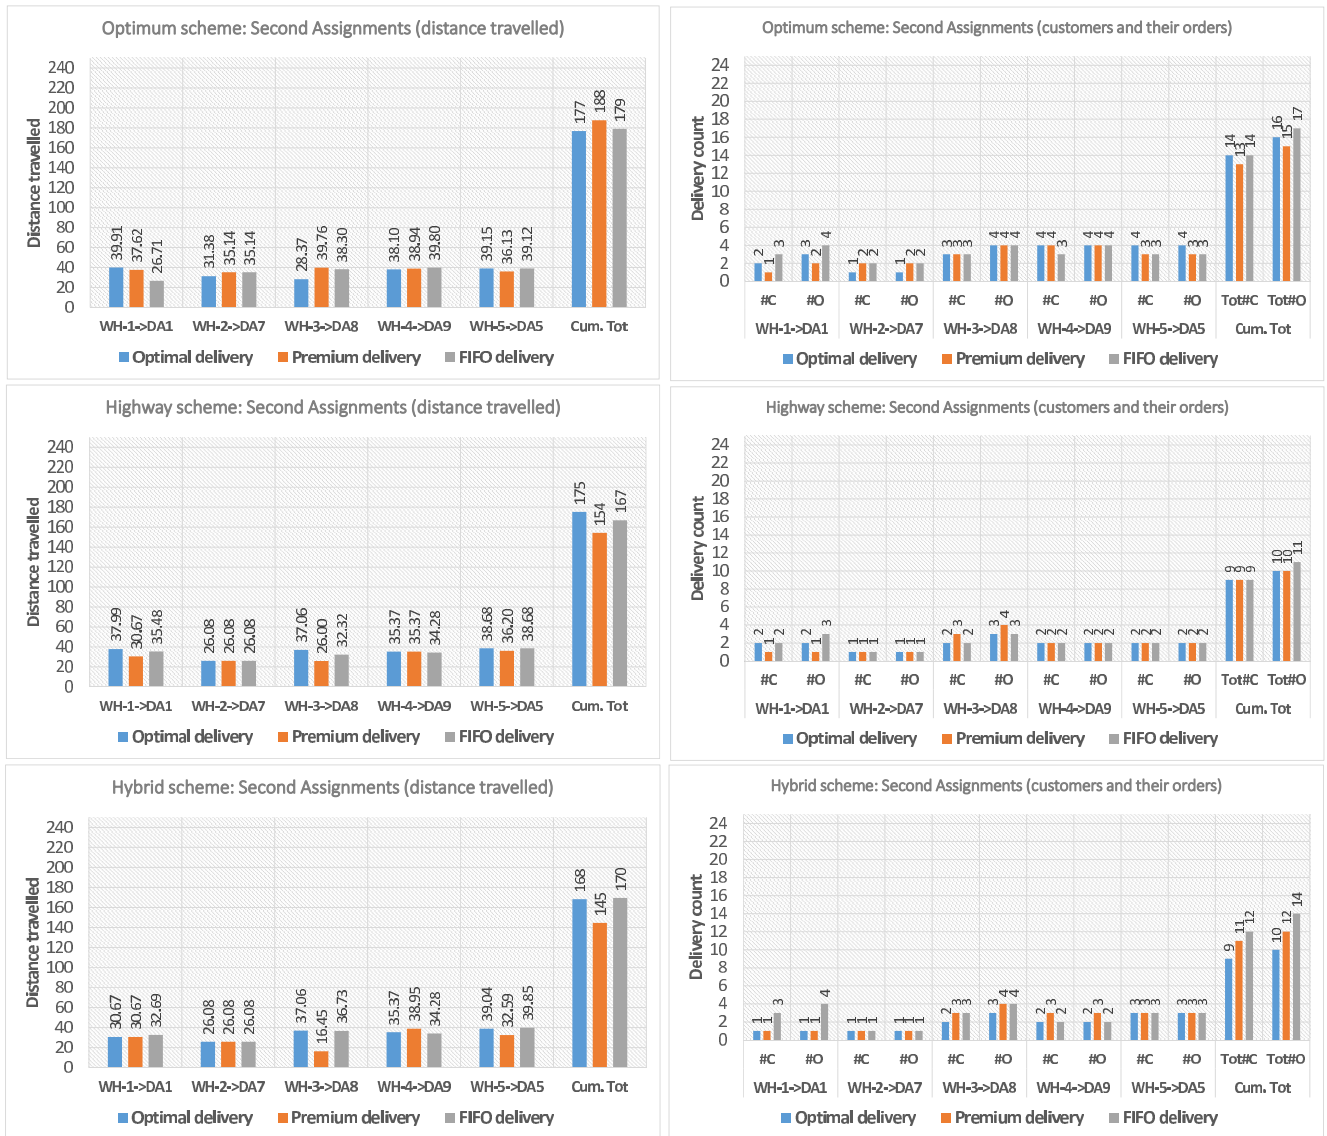 Optimum scheme: Second Assignments (distance travelled)
Distance travelled
240
220
200
180
160
140
120
100
80
60
40
20
0
39.91 37.62 26.71
31.38 35.14 35.14
28.37 39.76 38.30
38.10 38.94 39.80
39.15 36.13 39.12
177 188 179
WH-1->DA1 WH-2->DA7 WH-3->DA8 WH-4->DA9 WH-5->DA5 Cum. Tot
Optimal delivery Premium delivery FIFO delivery
Optimum scheme: Second Assignments (customers and their orders)
Delivery count
24
22
20
18
16
14
12
10
8
6
4
2
0
2 1 3 3 2 4
1 2 2 1 2 2
3 3 3 4 4 4
4 4 3 4 4 4
4 3 3 4 3 3
14 13 14 16 15 17
#C #O #C #O #C #O #C #O #C #O Tot#C Tot#O
WH-1->DA1 WH-2->DA7 WH-3->DA8 WH-4->DA9 WH-5->DA5 Cum. Tot
Optimal delivery Premium delivery FIFO delivery
Highway scheme: Second Assignments (distance travelled)
Distance travelled
240
220
200
180
160
140
120
100
80
60
40
20
0
37.99 30.67 35.48
26.08 26.08 26.08
37.06 26.00 32.32
35.37 35.37 34.28
38.68 36.20 38.68
175 154 167
WH-1->DA1 WH-2->DA7 WH-3->DA8 WH-4->DA9 WH-5->DA5 Cum. Tot
Optimal delivery Premium delivery FIFO delivery
Highway scheme: Second Assignments (customers and their orders)
Delivery count
24
22
20
18
16
14
12
10
8
6
4
2
0
2 1 2 2 1 3
1 1 1 1 1 1
2 3 2 3 4 3
2 2 2 2 2 2
2 2 2 2 2 2
9 9 9 10 10 11
#C #O #C #O #C #O #C #O #C #O Tot#C Tot#O
WH-1->DA1 WH-2->DA7 WH-3->DA8 WH-4->DA9 WH-5->DA5 Cum. Tot
Optimal delivery Premium delivery FIFO delivery
Hybrid scheme: Second Assignments (distance travelled)
Distance travelled
240
220
200
180
160
140
120
100
80
60
40
20
0
30.67 30.67 32.69
26.08 26.08 26.08
37.06 16.45 36.73
35.37 38.95 34.28
39.04 32.59 39.85
168 145 170
WH-1->DA1 WH-2->DA7 WH-3->DA8 WH-4->DA9 WH-5->DA5 Cum. Tot
Optimal delivery Premium delivery FIFO delivery
Hybrid scheme: Second Assignments (customers and their orders)
Delivery count
24
22
20
18
16
14
12
10
8
6
4
2
0
1 1 3 1 1 4
1 1 1 1 1 1
2 3 3 3 4 4
2 3 2 2 3 2
3 3 3 3 3 3
9 11 12 10 12 14
#C #O #C #O #C #O #C #O #C #O Tot#C Tot#O
WH-1->DA1 WH-2->DA7 WH-3->DA8 WH-4->DA9 WH-5->DA5 Cum. Tot
Optimal delivery Premium delivery FIFO delivery